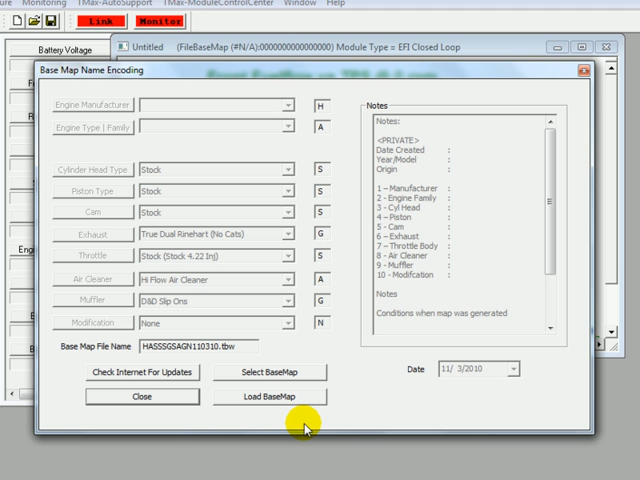 ure Monitoring TMax-AutoSupport TMax-ModuleControlCenter Window Help
Link Monitor
Battery Voltage
Untitled (FileBaseMap (#N/A):0000000000000000) Module Type = EFI Closed Loop
Base Map Name Encoding
Engine Manufacturer H
Engine Type | Family A
Cylinder Head Type Stock S
Piston Type Stock S
Cam Stock S
Exhaust True Dual Rinehart (No Cats) G
Throttle Stock (Stock 4.22 Inj) S
Air Cleaner Hi Flow Air Cleaner A
Muffler D&D Slip Ons G
Modification None N
Base Map File Name HASSSGSAGN110310.tbw
Check Internet For Updates Select BaseMap
Close Load BaseMap
Notes
Notes:
<PRIVATE>
Date Created :
Year/Model :
Origin :
1 – Manufacturer :
2 - Engine Family :
3 - Cyl Head :
4 – Piston :
5 - Cam :
6 – Exhaust :
7 – Throttle Body :
8 - Air Cleaner :
9 – Muffler :
10 - Modifcation :
Notes
Conditions when map was generated
Date 11/ 3/2010